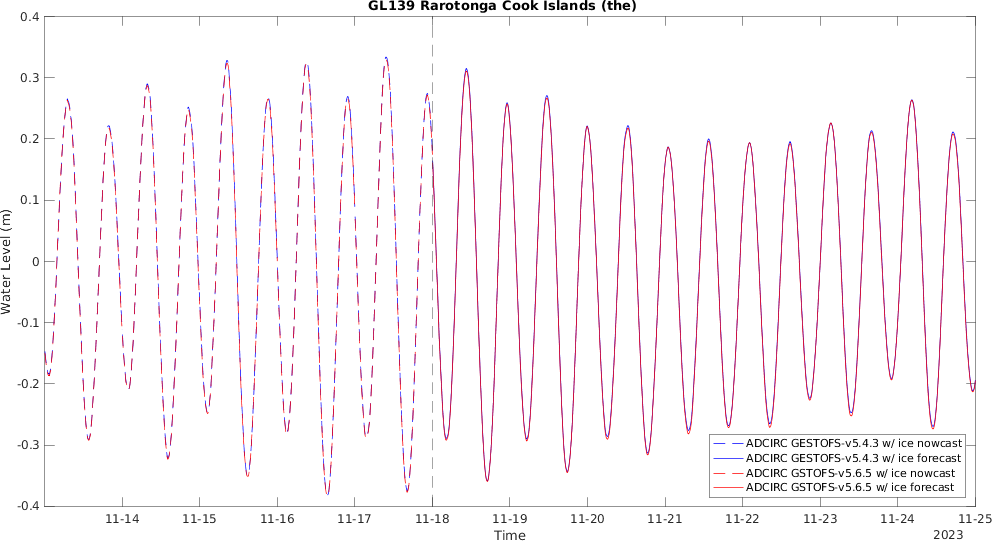 GL139 Rarotonga Cook Islands (the)
Water Level (m)
0.4
0.3
0.2
0.1
0
-0.1
-0.2
-0.3
-0.4
ADCIRC GESTOFS-v5.4.3 w/ ice nowcast
ADCIRC GESTOFS-v5.4.3 w/ ice forecast
ADCIRC GSTOFS-v5.6.5 w/ ice nowcast
ADCIRC GSTOFS-v5.6.5 w/ ice forecast
11-14 11-15 11-16 11-17 11-18 11-19 11-20 11-21 11-22 11-23 11-24 11-25
Time
2023